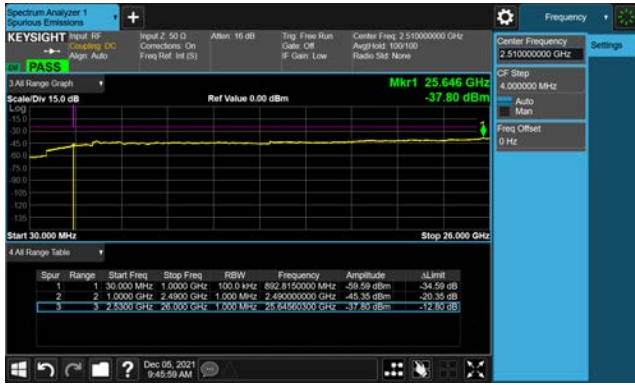 Spectrum Analyzer 1
Spurious Emissions
Frequency
KEYSIGHT Input: RF
Coupling: DC
Align: Auto
Input Z: 50 Ω
Corrections: On
Freq Ref: Int (S)
Atten: 16 dB
Trig: Free Run
Gate: Off
IF Gain: Low
Center Freq: 2.510000000 GHz
Avg|Hold: 100/100
Radio Std: None
PASS
Center Frequency
2.510000000 GHz
Settings
CF Step
4.000000 MHz
Auto
Man
Freq Offset
0 Hz
3 All Range Graph
Mkr1 25.646 GHz
Scale/Div 15.0 dB
Ref Value 0.00 dBm
-37.80 dBm
Log
-15.0
-30.0
-45.0
-60.0
-75.0
-90.0
-105
-120
-135
1
Start 30.000 MHz
Stop 26.000 GHz
4 All Range Table
Spur Range Start Freq Stop Freq RBW Frequency Amplitude ΔLimit
1 1 30.000 MHz 1.0000 GHz 100.0 kHz 892.8150000 MHz -59.59 dBm -34.59 dB
2 2 1.0000 GHz 2.4900 GHz 1.000 MHz 2.490000000 GHz -45.35 dBm -20.35 dB
3 3 2.5300 GHz 26.000 GHz 1.000 MHz 25.64560300 GHz -37.80 dBm -12.80 dB
Dec 05, 2021
9:45:59 AM